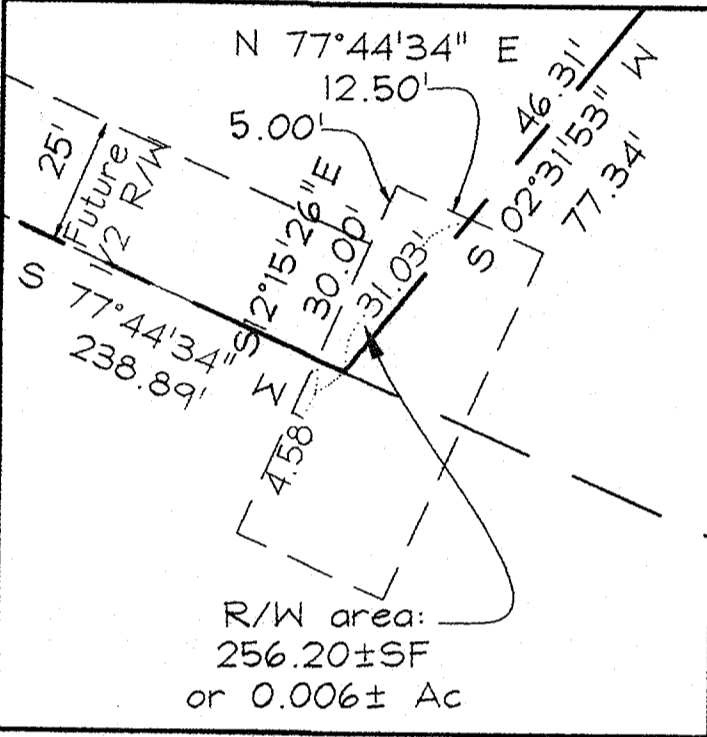 N 77°44'34" E
12.50'
5.00'
46.31'
S 02°31'53" W
77.34'
25'
Future
1/2 R/W
S12°15'26"E
30.00'
31.03'
S 77°44'34" W
238.89'
4.58'
R/W area:
256.20±SF
or 0.006± Ac